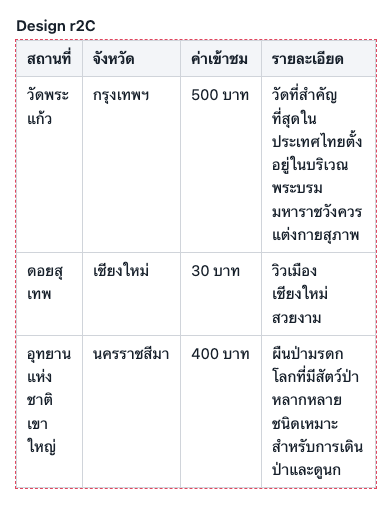 Design r2C
สถานที่ จังหวัด ค่าเข้าชม รายละเอียด
วัดพระ กรุงเทพฯ 500 บาท วัดที่สำคัญ
แก้ว ที่สุดใน
ประเทศไทยตั้ง
อยู่ในบริเวณ
พระบรม
มหาราชวังควร
แต่งกายสุภาพ
ดอยสุ เชียงใหม่ 30 บาท วิวเมือง
เทพ เชียงใหม่
สวยงาม
อุทยาน นครราชสีมา 400 บาท ผืนป่ามรดก
แห่ง โลกที่มีสัตว์ป่า
ชาติ หลากหลาย
เขา ชนิดเหมาะ
ใหญ่ สำหรับการเดิน
ป่าและดูนก